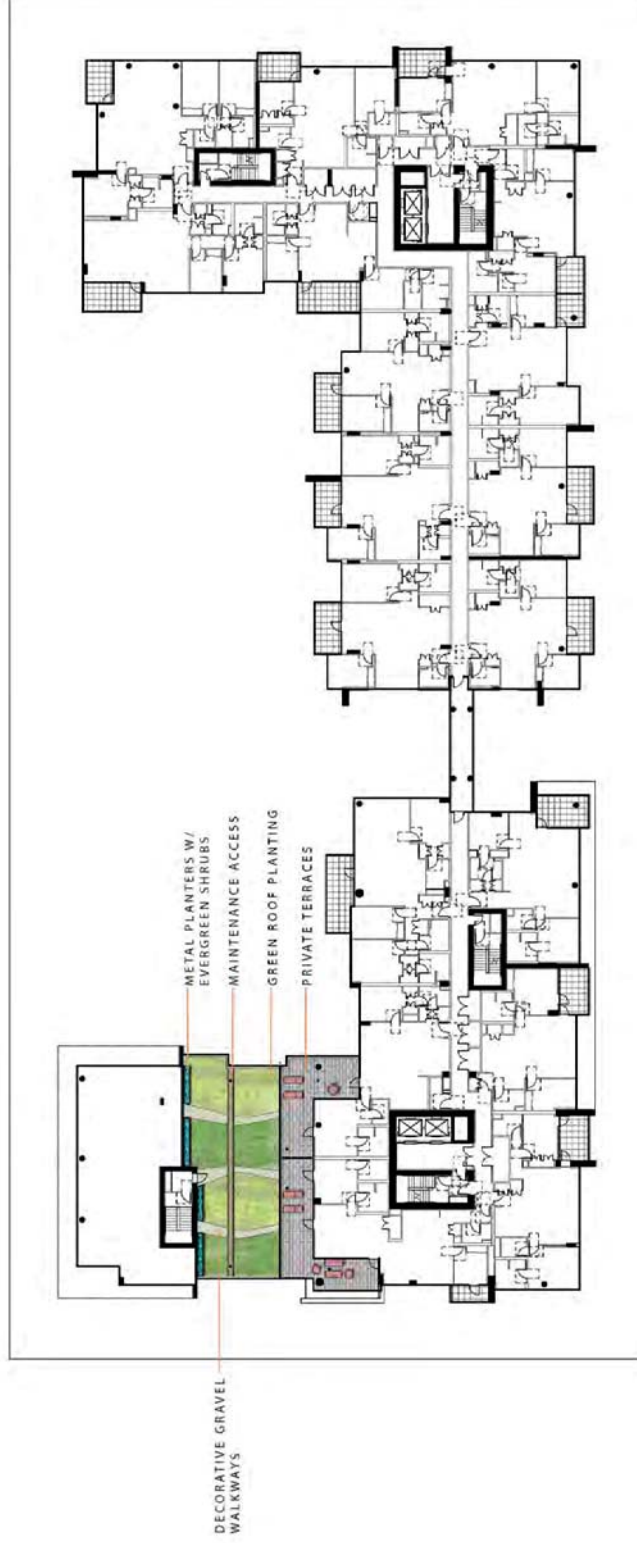 METAL PLANTERS W/
EVERGREEN SHRUBS
MAINTENANCE ACCESS
GREEN ROOF PLANTING
PRIVATE TERRACES
DECORATIVE GRAVEL
WALKWAYS